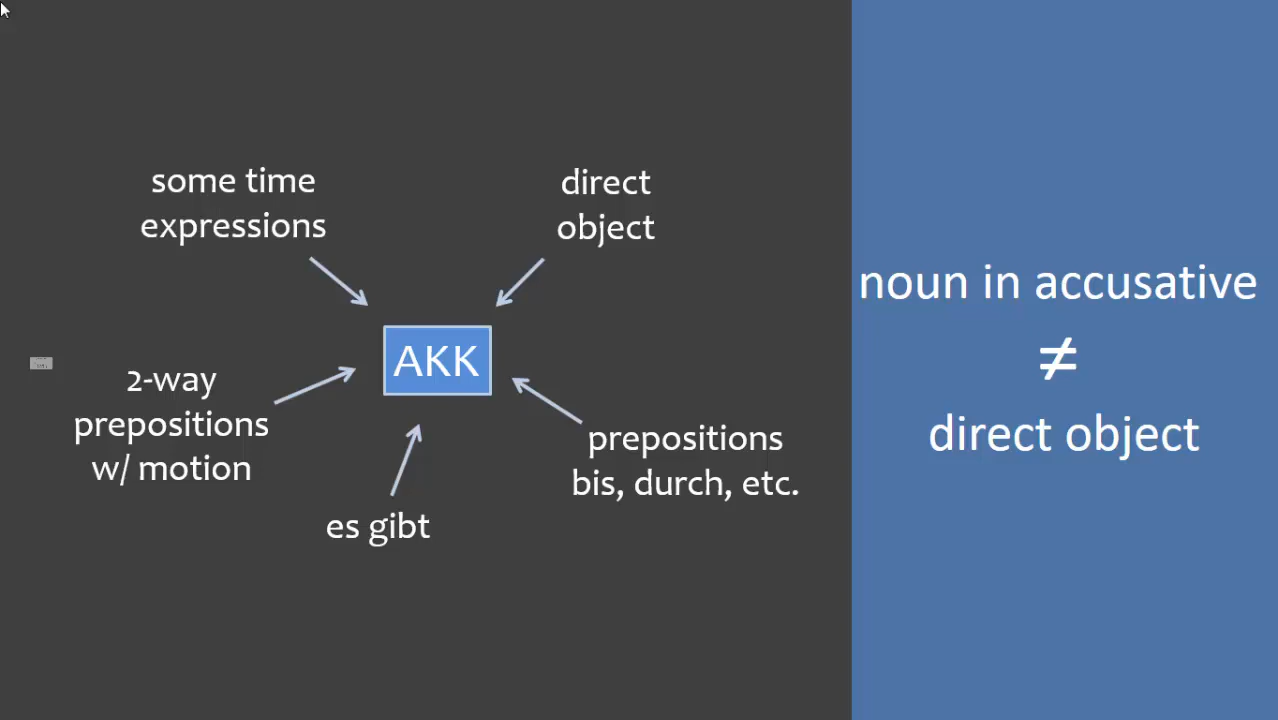 some time
expressions
direct
object
AKK
2-way
prepositions
w/ motion
es gibt
prepositions
bis, durch, etc.
noun in accusative
≠
direct object